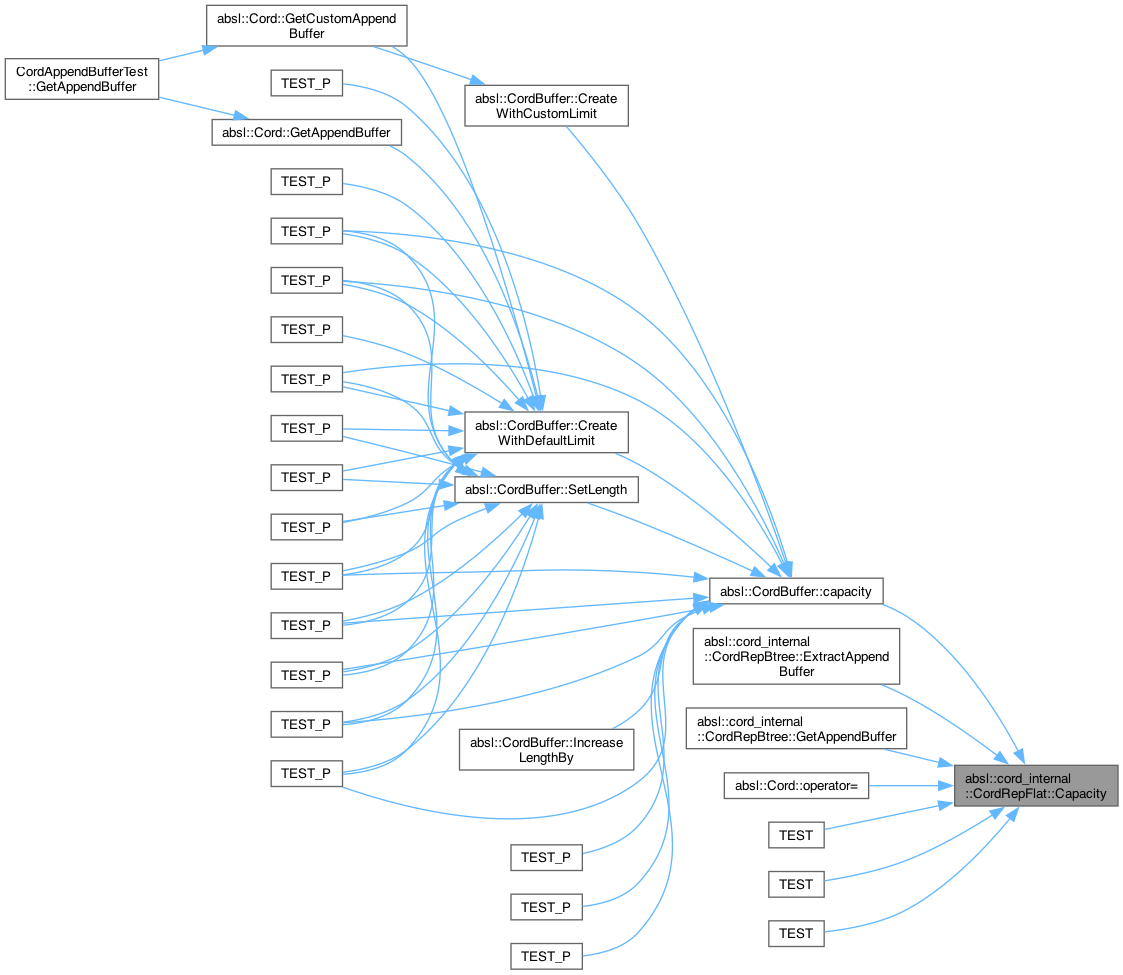 absl::Cord::GetCustomAppend
Buffer
CordAppendBufferTest
::GetAppendBuffer
TEST_P
absl::CordBuffer::Create
WithCustomLimit
absl::Cord::GetAppendBuffer
TEST_P
TEST_P
TEST_P
TEST_P
TEST_P
TEST_P
absl::CordBuffer::Create
WithDefaultLimit
TEST_P
absl::CordBuffer::SetLength
TEST_P
TEST_P
absl::CordBuffer::capacity
TEST_P
absl::cord_internal
::CordRepBtree::ExtractAppend
Buffer
TEST_P
absl::cord_internal
::CordRepBtree::GetAppendBuffer
TEST_P
absl::CordBuffer::Increase
LengthBy
TEST_P
absl::Cord::operator=
absl::cord_internal
::CordRepFlat::Capacity
TEST
TEST_P
TEST
TEST_P
TEST
TEST_P